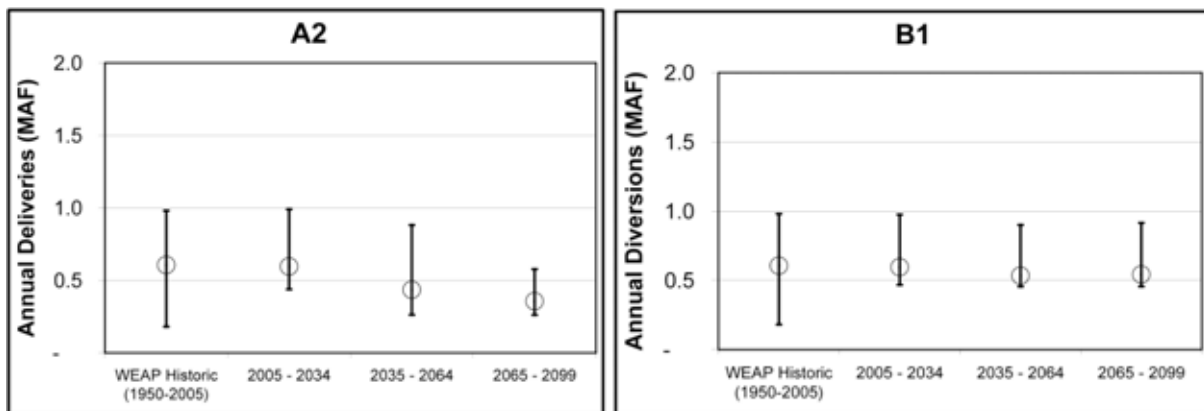 A2
Annual Deliveries (MAF)
2.0
1.5
1.0
0.5
-
WEAP Historic
(1950-2005)
2005 - 2034
2035 - 2064
2065 - 2099
B1
Annual Diversions (MAF)
2.0
1.5
1.0
0.5
-
WEAP Historic
(1950-2005)
2005 - 2034
2035 - 2064
2065 - 2099